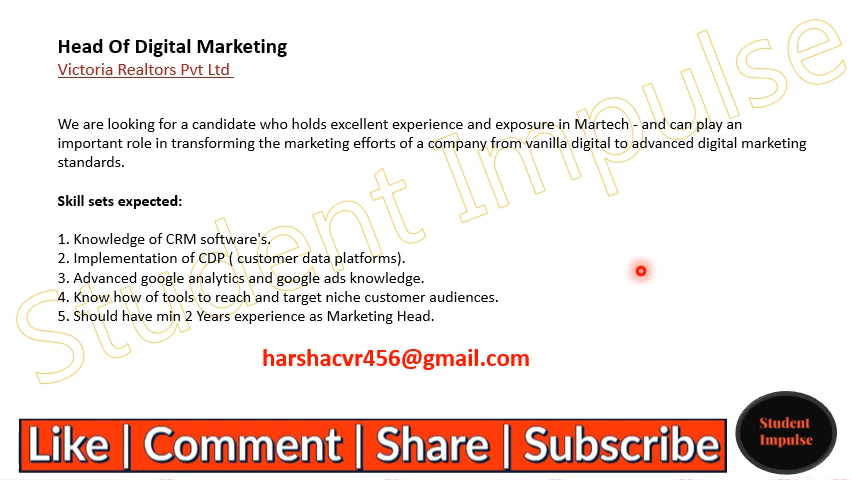 Head Of Digital Marketing
Victoria Realtors Pvt Ltd
We are looking for a candidate who holds excellent experience and exposure in Martech - and can play an
important role in transforming the marketing efforts of a company from vanilla digital to advanced digital marketing
standards.
Skill sets expected:
1. Knowledge of CRM software's.
2. Implementation of CDP ( customer data platforms).
3. Advanced google analytics and google ads knowledge.
4. Know how of tools to reach and target niche customer audiences.
5. Should have min 2 Years experience as Marketing Head.
harshacvr456@gmail.com
Student Impulse
Like | Comment | Share | Subscribe
Student
Impulse